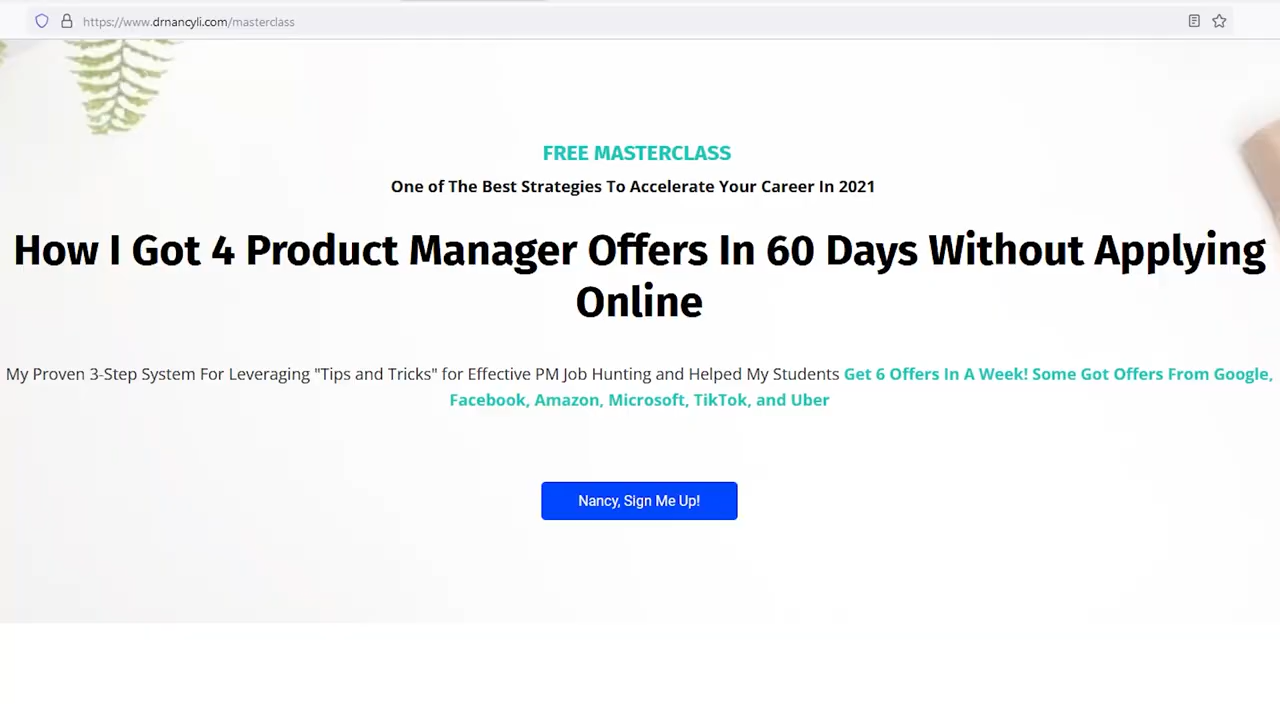 https://www.drnancyli.com/masterclass
FREE MASTERCLASS
One of The Best Strategies To Accelerate Your Career In 2021
How I Got 4 Product Manager Offers In 60 Days Without Applying
Online
My Proven 3-Step System For Leveraging "Tips and Tricks" for Effective PM Job Hunting and Helped My Students Get 6 Offers In A Week! Some Got Offers From Google,
Facebook, Amazon, Microsoft, TikTok, and Uber
Nancy, Sign Me Up!